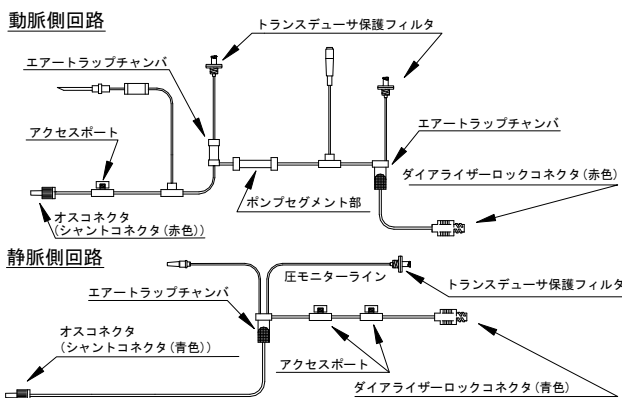 動脈側回路
トランスデューサ保護フィルタ
エアートラップチャンバ
アクセスポート
エアートラップチャンバ
ダイアライザーロックコネクタ(赤色)
ポンプセグメント部
オスコネクタ
(シャントコネクタ(赤色))
静脈側回路
圧モニターライン
トランスデューサ保護フィルタ
エアートラップチャンバ
オスコネクタ
(シャントコネクタ(青色))
アクセスポート
ダイアライザーロックコネクタ(青色)